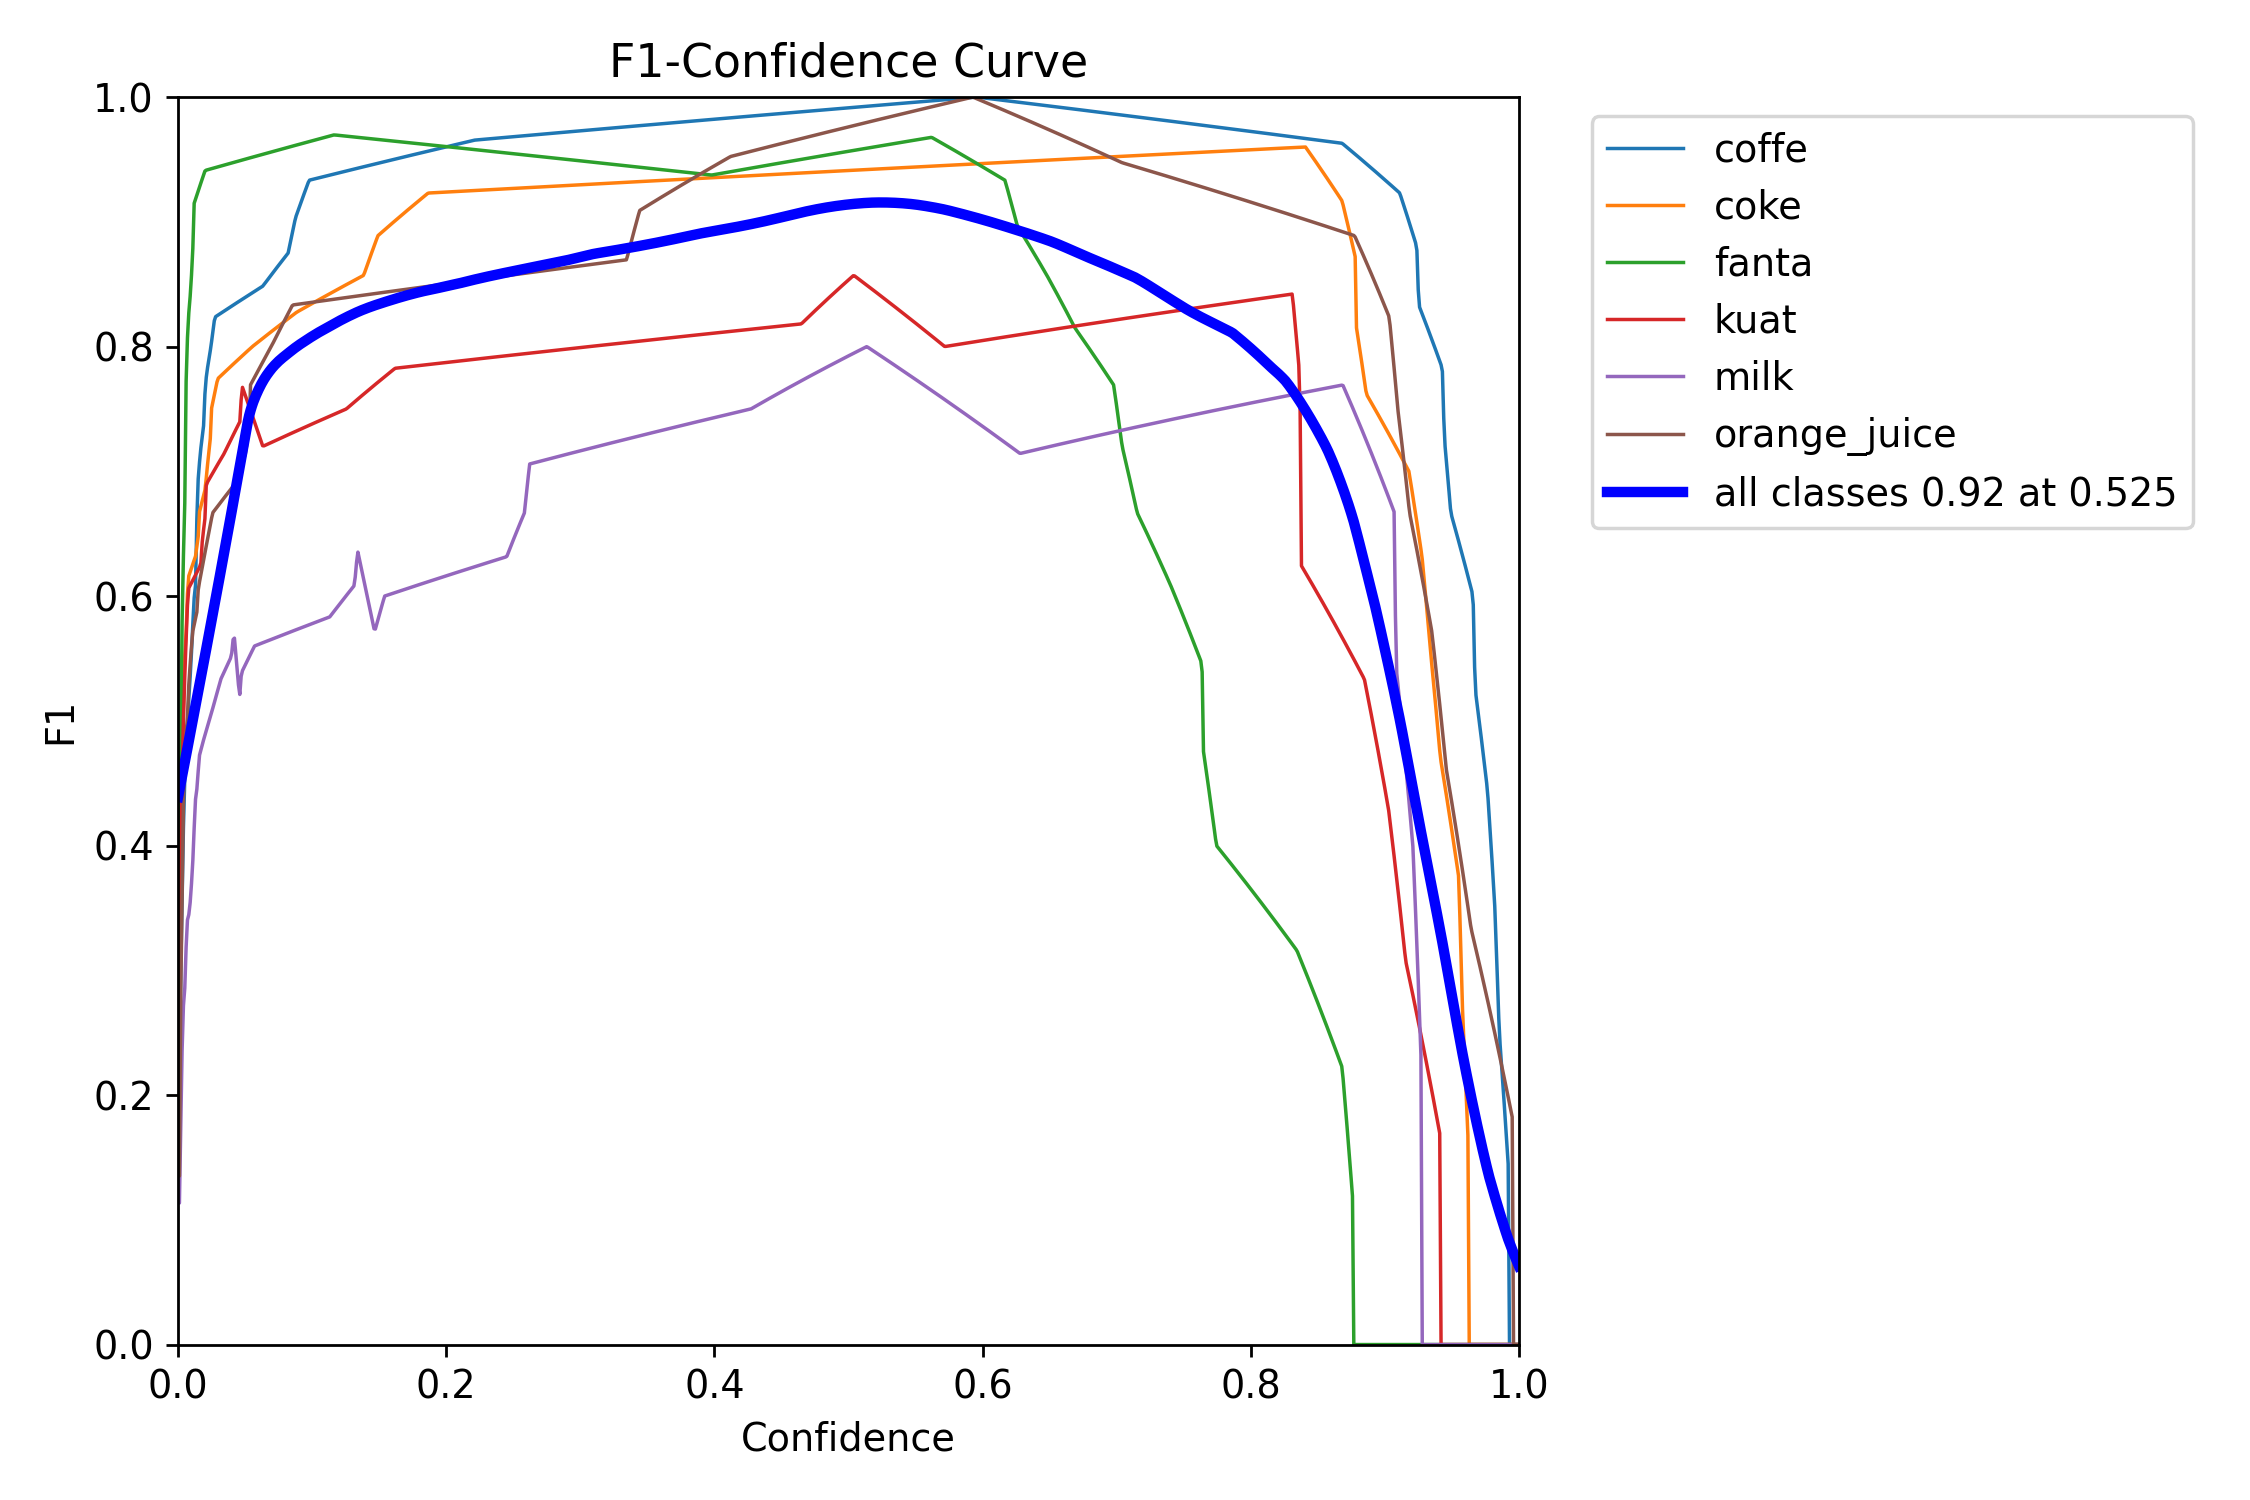 F1-Confidence Curve
1.0
0.8
0.6
0.4
0.2
0.0
F1
0.0 0.2 0.4 0.6 0.8 1.0
Confidence
coffe
coke
fanta
kuat
milk
orange_juice
all classes 0.92 at 0.525